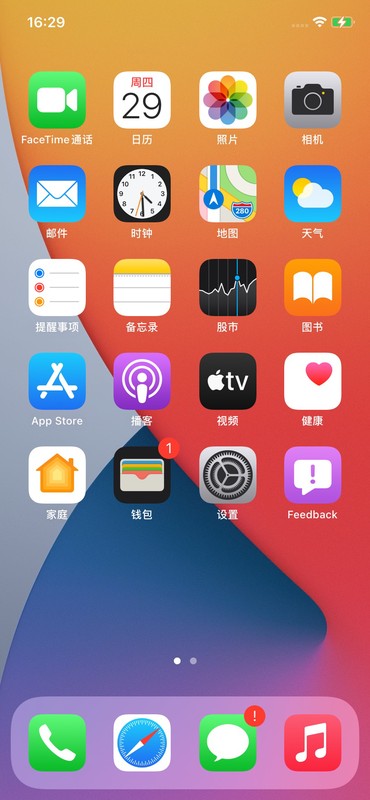 16:29
周四
29
FaceTime 通话
日历
照片
相机
280
邮件
时钟
地图
天气
提醒事项
备忘录
股市
图书
tv
App Store
播客
视频
健康
1
家庭
钱包
设置
Feedback
!